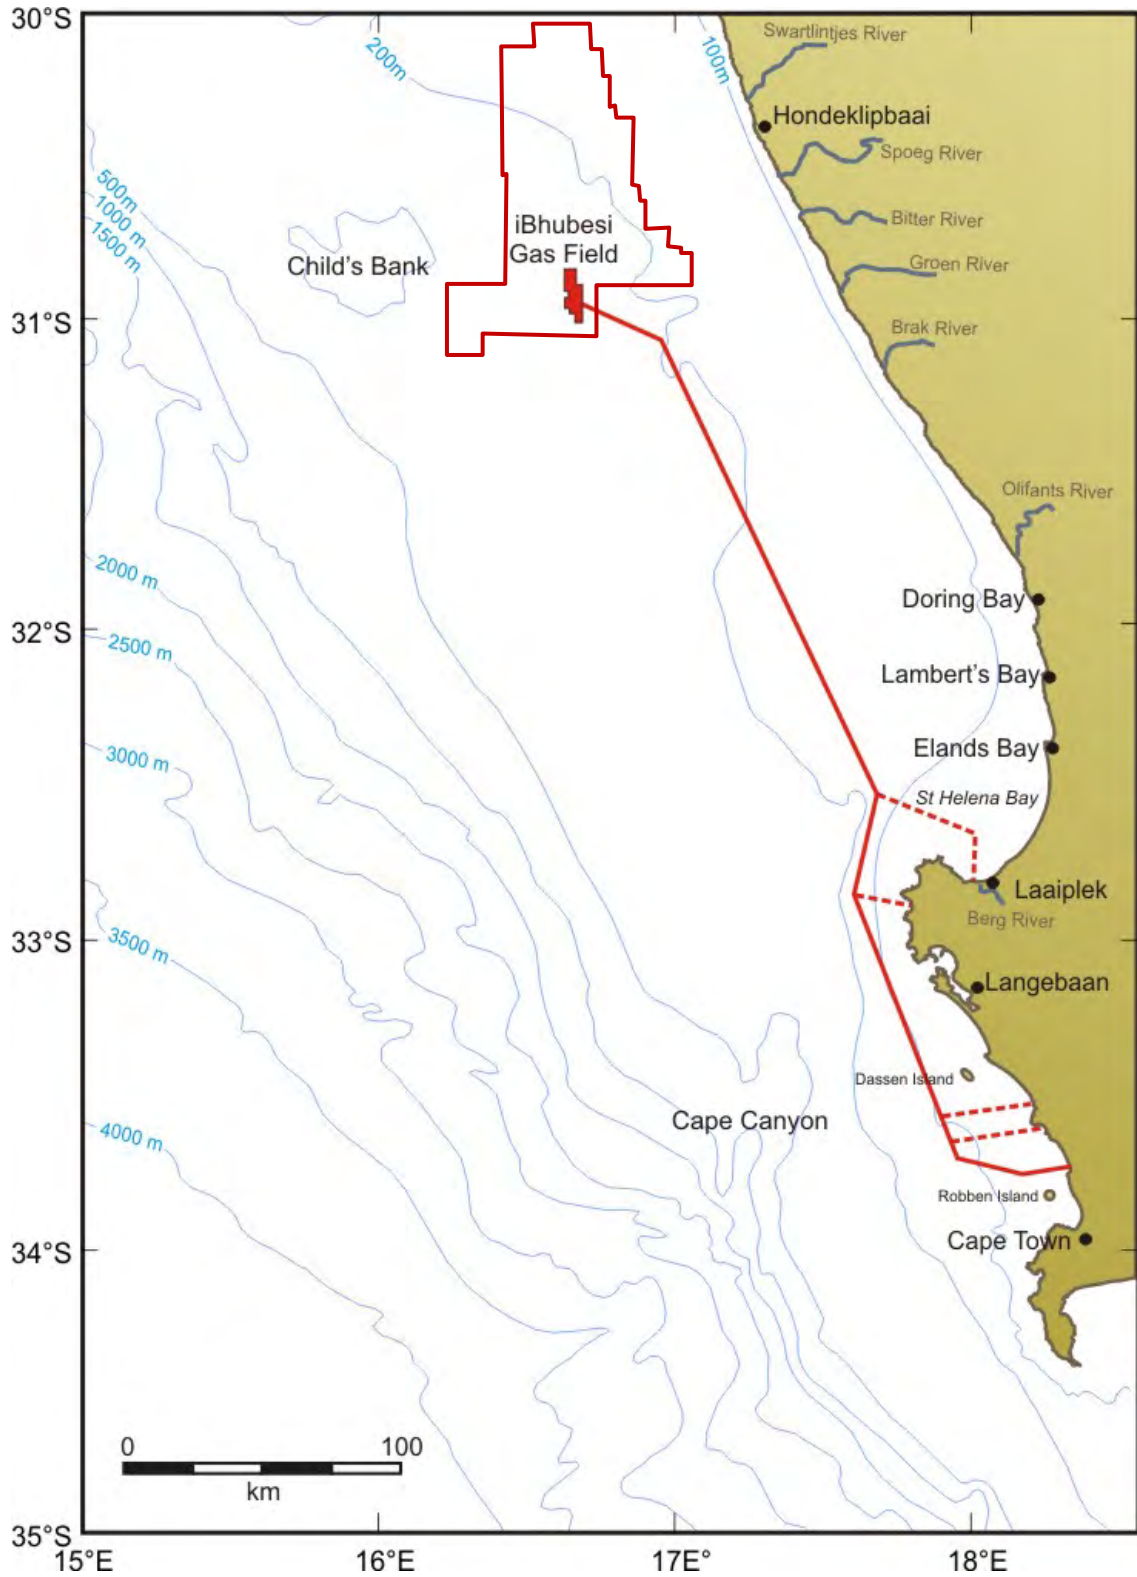 30°S
200m
100m
Swartlintjes River
Hondeklipbaai
Spoeg River
500m
1000 m
1500 m
Bitter River
iBhubesi
Gas Field
Child's Bank
Groen River
31°S
Brak River
Olifants River
2000 m
Doring Bay
32°S
2500 m
Lambert's Bay
3000 m
Elands Bay
St Helena Bay
Laaiplek
Berg River
33°S
3500 m
Langebaan
Dassen Island
Cape Canyon
4000 m
Robben Island
34°S
Cape Town
0 100
km
35°S
15°E 16°E 17E° 18°E